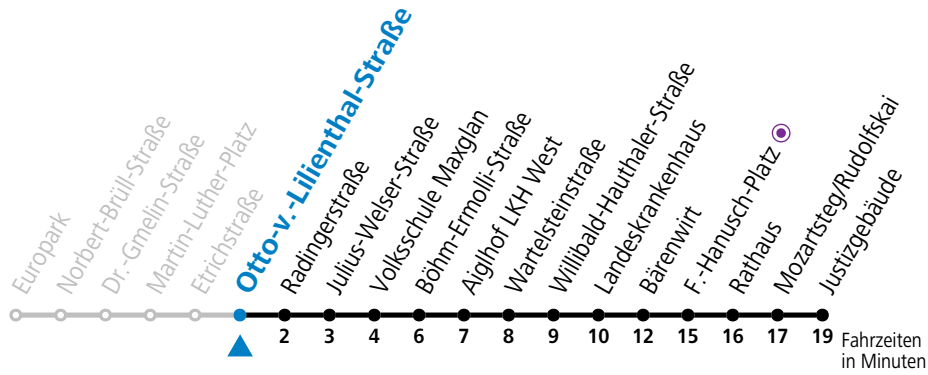 Europark
Norbert-Brüll-Straße
Dr.-Gmelin-Straße
Martin-Luther-Platz
Etrichstraße
Otto-v.-Lilienthal-Straße
Radingerstraße
Julius-Welser-Straße
Volksschule Maxglan
Böhm-Ermolli-Straße
Aiglhof LKH West
Wartelsteinstraße
Willibald-Hauthaler-Straße
Landeskrankenhaus
Bärenwirt
F.-Hanusch-Platz
Rathaus
Mozartsteg/Rudolfskai
Justizgebäude
2 3 4 6 7 8 9 10 12 15 16 17 19 Fahrzeiten
in Minuten